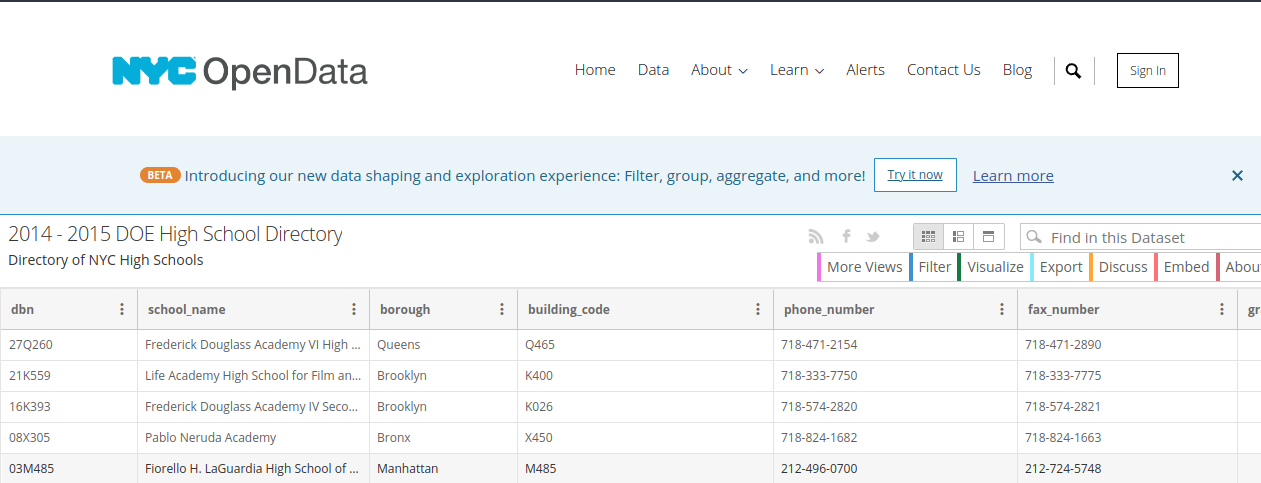 NYC OpenData
Home Data About Learn Alerts Contact Us Blog Sign In
BETA Introducing our new data shaping and exploration experience: Filter, group, aggregate, and more! Try it now Learn more
2014 - 2015 DOE High School Directory
Find in this Dataset
Directory of NYC High Schools
More Views Filter Visualize Export Discuss Embed
dbn school_name borough building_code phone_number fax_number
27Q260 Frederick Douglass Academy VI High ... Queens Q465 718-471-2154 718-471-2890
21K559 Life Academy High School for Film an... Brooklyn K400 718-333-7750 718-333-7775
16K393 Frederick Douglass Academy IV Seco... Brooklyn K026 718-574-2820 718-574-2821
08X305 Pablo Neruda Academy Bronx X450 718-824-1682 718-824-1663
03M485 Fiorello H. LaGuardia High School of ... Manhattan M485 212-496-0700 212-724-5748